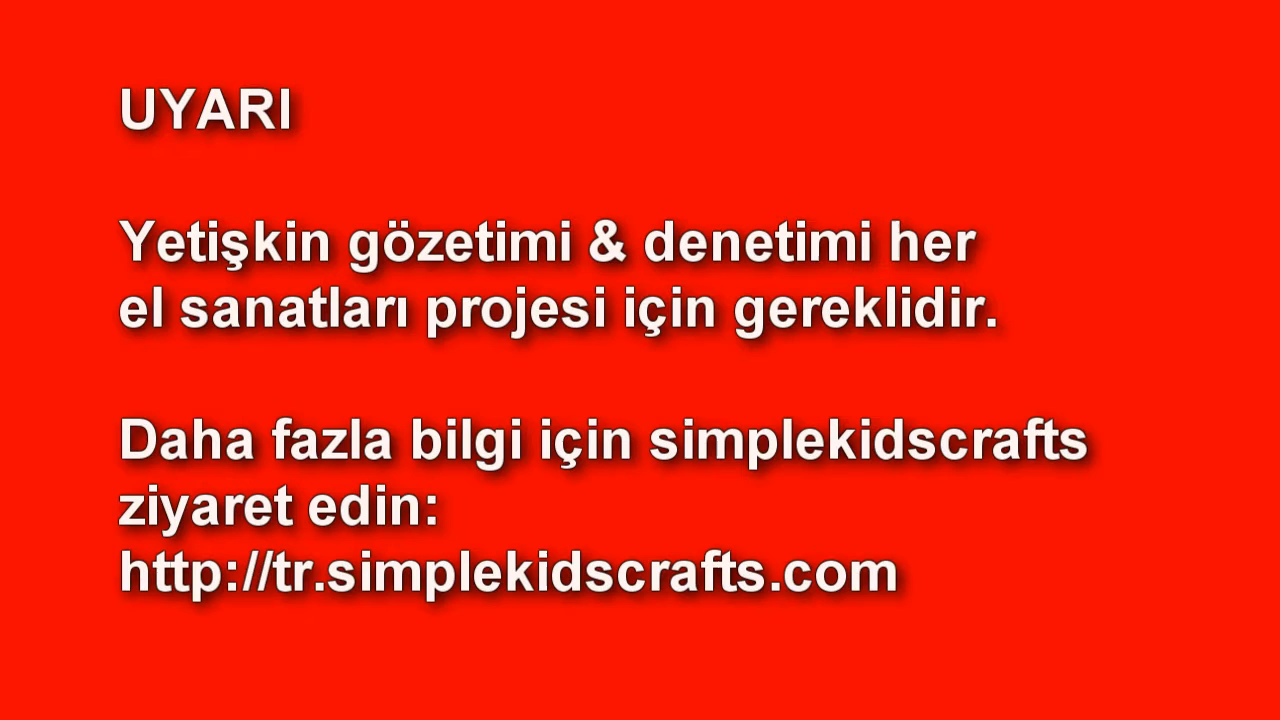 UYARI
Yetişkin gözetimi & denetimi her
el sanatları projesi için gereklidir.
Daha fazla bilgi için simplekidscrafts
ziyaret edin:
http://tr.simplekidscrafts.com